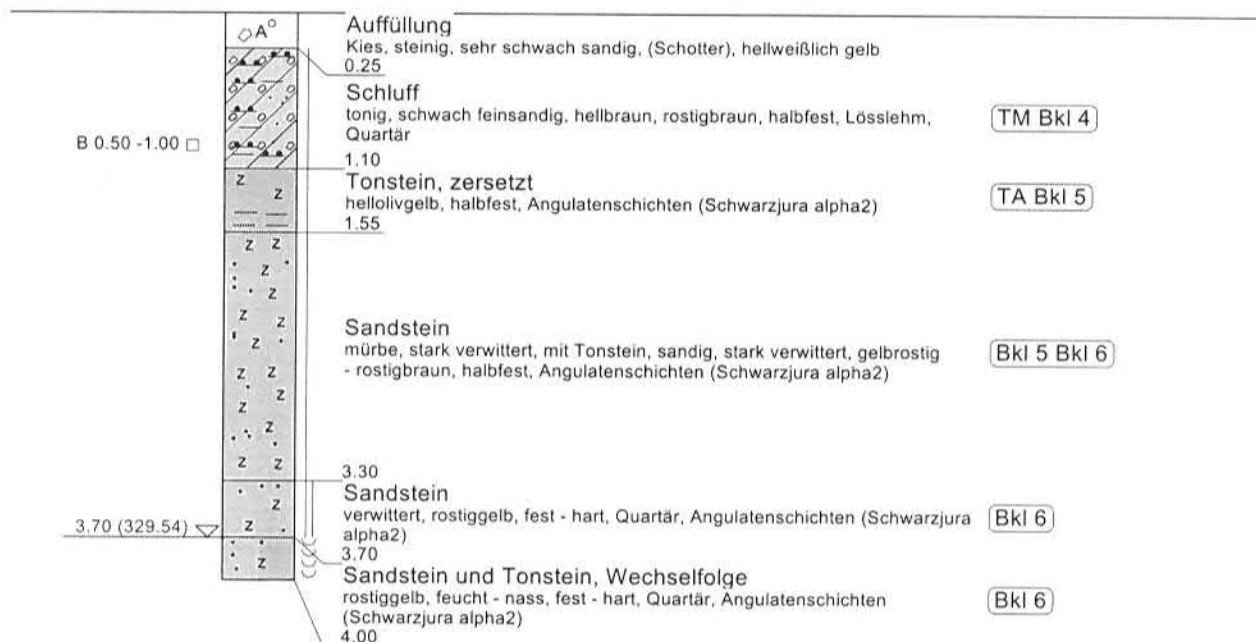 A
Auffüllung
Kies, steinig, sehr schwach sandig, (Schotter), hellweißlich gelb
0.25
Schluff
tonig, schwach feinsandig, hellbraun, rostigbraun, halbfest, Lösslehm,
Quartär
TM Bkl 4
B 0.50 -1.00
1.10
Tonstein, zersetzt
hellolivgelb, halbfest, Angulatenschichten (Schwarzjura alpha2)
TA Bkl 5
1.55
Z Z
Z Z
Z
Z
Z Z
Z
Z Z
Z
Z
Z Z
Sandstein
mürbe, stark verwittert, mit Tonstein, sandig, stark verwittert, gelbrostig
- rostigbraun, halbfest, Angulatenschichten (Schwarzjura alpha2)
Bkl 5 Bkl 6
3.30
Sandstein
verwittert, rostiggelb, fest - hart, Quartär, Angulatenschichten (Schwarzjura
alpha2)
Bkl 6
Z
Z
3.70 (329.54)
3.70
Z
Sandstein und Tonstein, Wechselfolge
rostiggelb, feucht - nass, fest - hart, Quartär, Angulatenschichten
(Schwarzjura alpha2)
Bkl 6
4.00